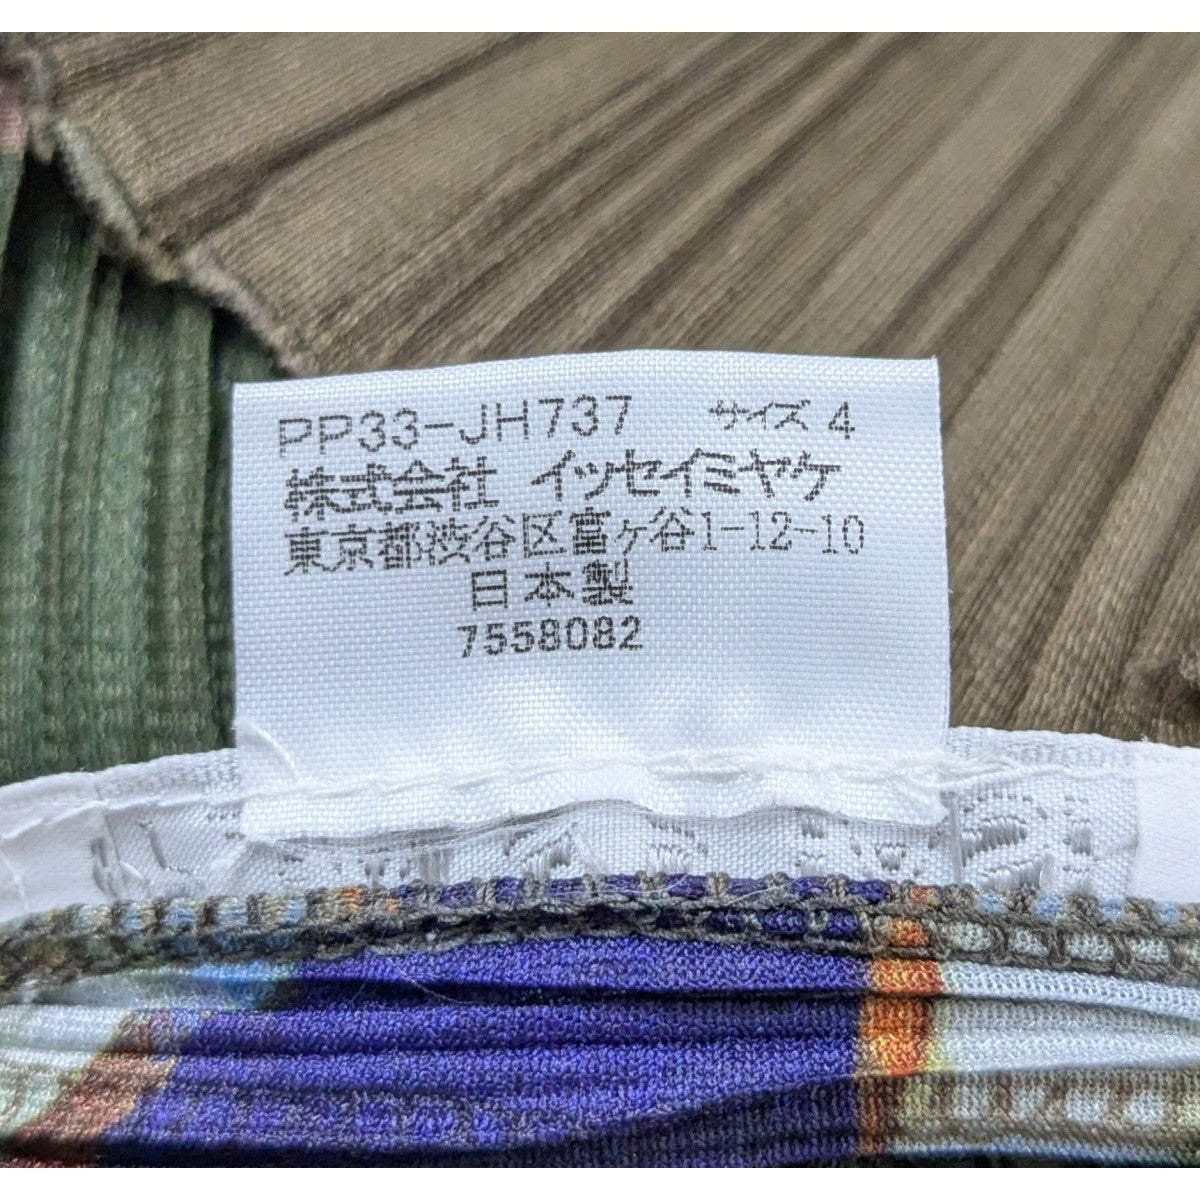 PP33-JH737 サイズ 4
株式会社 イッセイミヤケ
東京都渋谷区富ヶ谷1-12-10
日本製
7558082